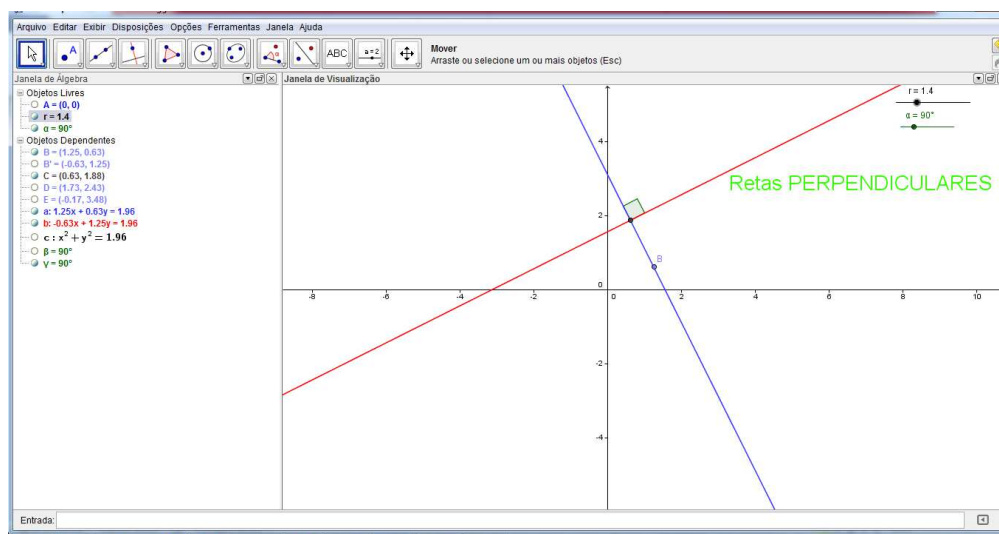 Arquivo Editar Exibir Disposições Opções Ferramentas Janela Ajuda
A
ABC
a=2
Mover
Arraste ou selecione um ou mais objetos (Esc)
Janela de Álgebra
Janela de Visualização
Objetos Livres
A = (0, 0)
r = 1.4
α = 90°
Objetos Dependentes
B = (1.25, 0.63)
B' = (-0.63, 1.25)
C = (0.63, 1.88)
D = (1.73, 2.43)
E = (-0.17, 3.48)
a: 1.25x + 0.63y = 1.96
b: -0.63x + 1.25y = 1.96
c : x² + y² = 1.96
β = 90°
γ = 90°
r = 1.4
α = 90°
Retas PERPENDICULARES
4
2
B
0
-8 -6 -4 -2 0 2 4 6 8 10
-2
-4
Entrada: